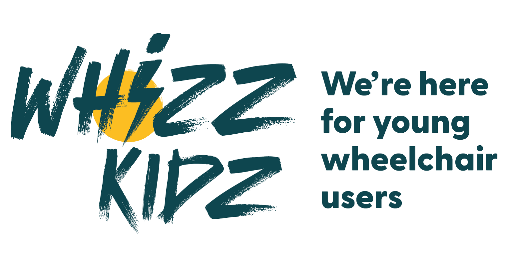 WHIZZ
KIDZ
We're here
for young
wheelchair
users